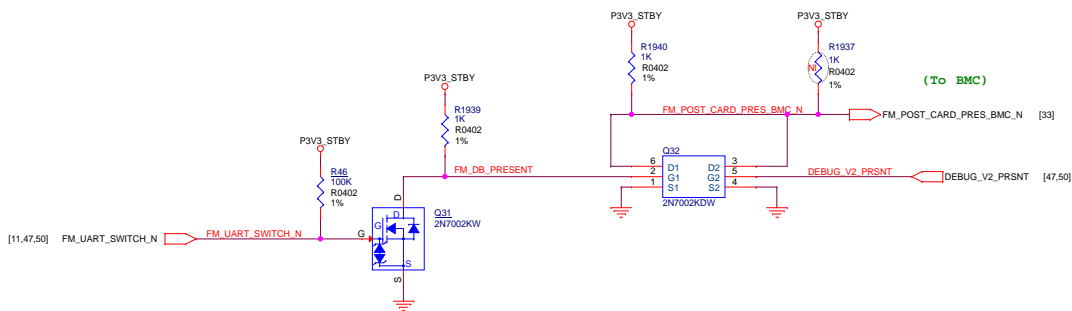 P3V3_STBY
P3V3_STBY
R1940
1K
R0402
1%
R1937
1K
R0402
1%
NI
(To BMC)
P3V3_STBY
R1939
1K
R0402
1%
FM_POST_CARD_PRES_BMC_N
FM_POST_CARD_PRES_BMC_N [33]
P3V3_STBY
R46
100K
R0402
1%
Q32
6 D1 D2 3
FM_DB_PRESENT
2 G1 G2 5
DEBUG_V2_PRSNT
DEBUG_V2_PRSNT [47,50]
1 S1 S2 4
2N7002KDW
D
D
Q31
2N7002KW
G
[11,47,50] FM_UART_SWITCH_N
FM_UART_SWITCH_N
G
S
S